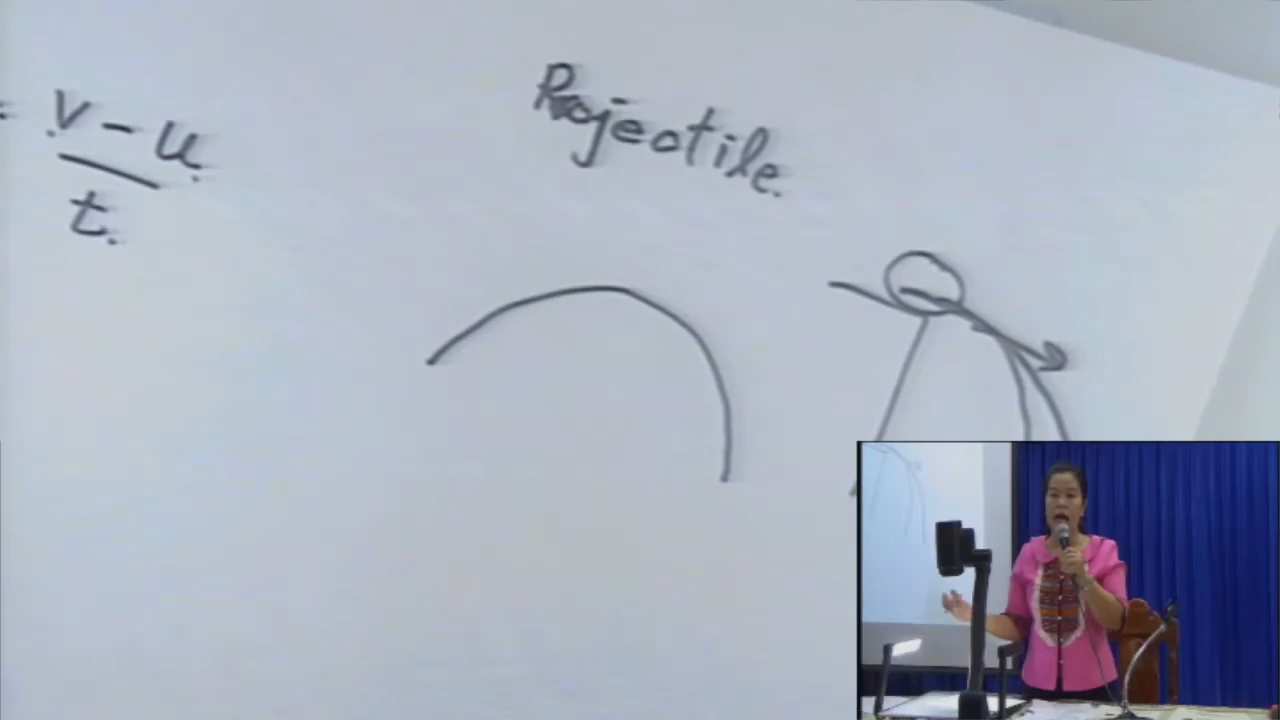 = v - u
t.
Projectile.